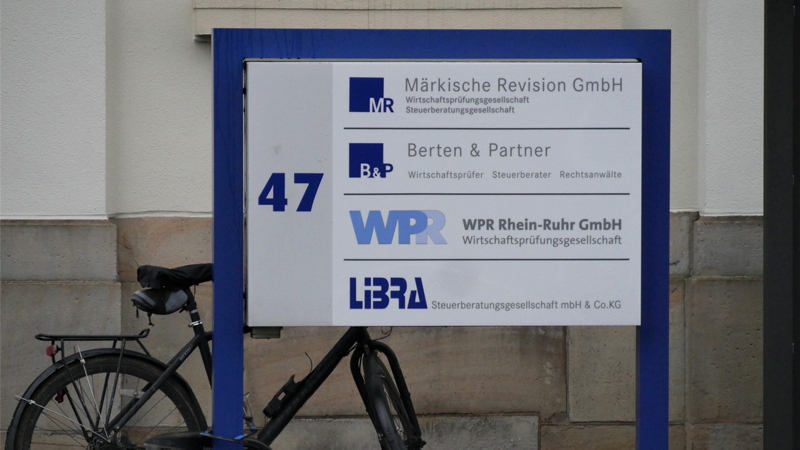 47
MR
Märkische Revision GmbH
Wirtschaftsprüfungsgesellschaft
Steuerberatungsgesellschaft
B&P
Berten & Partner
Wirtschaftsprüfer Steuerberater Rechtsanwälte
WPR
WPR Rhein-Ruhr GmbH
Wirtschaftsprüfungsgesellschaft
LiBRA Steuerberatungsgesellschaft mbH & Co.KG